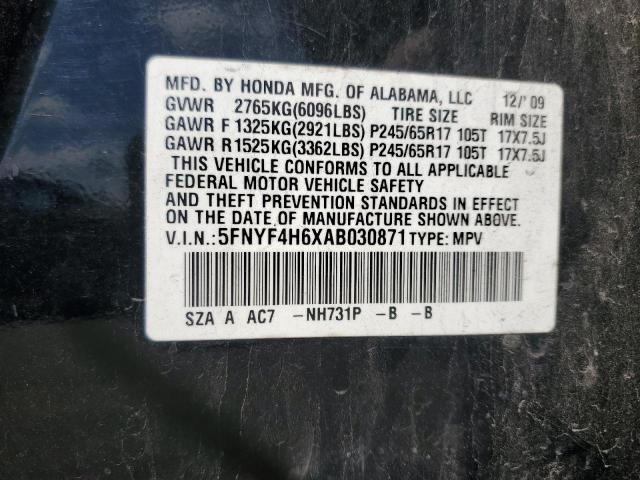 MFD. BY HONDA MFG. OF ALABAMA, LLC 12/'09
GVWR 2765KG(6096LBS) TIRE SIZE RIM SIZE
GAWR F 1325KG(2921LBS) P245/65R17 105T 17X7.5J
GAWR R 1525KG(3362LBS) P245/65R17 105T 17X7.5J
THIS VEHICLE CONFORMS TO ALL APPLICABLE
FEDERAL MOTOR VEHICLE SAFETY
AND THEFT PREVENTION STANDARDS IN EFFECT
ON THE DATE OF MANUFACTURE SHOWN ABOVE.
V.I.N.: 5FNYF4H6XAB030871 TYPE: MPV
SZA A AC7 -NH731P -B -B